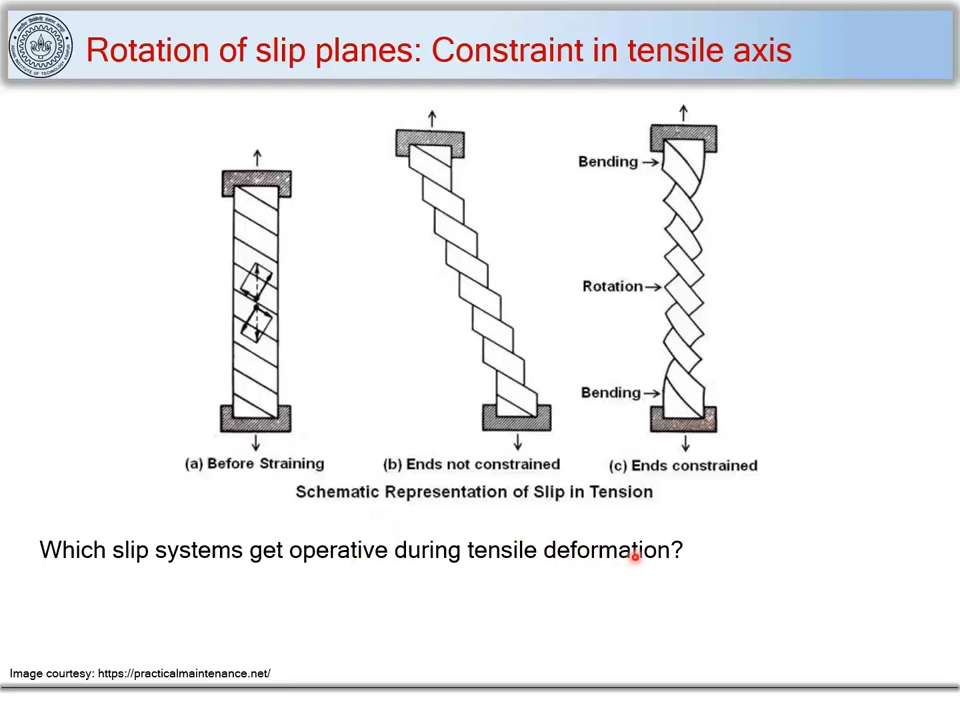 Rotation of slip planes: Constraint in tensile axis
Bending
Rotation
Bending
(a) Before Straining
(b) Ends not constrained
(c) Ends constrained
Schematic Representation of Slip in Tension
Which slip systems get operative during tensile deformation?
Image courtesy: https://practicalmaintenance.net/